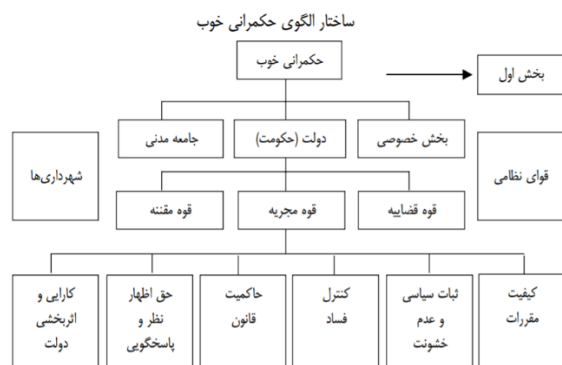 ساختار الگوی حکمرانی خوب
حکمرانی خوب
بخش اول
بخش خصوصی
دولت (حکومت)
جامعه مدنی
قوای نظامی
شهرداری‌ها
قوه قضاییه
قوه مجریه
قوه مقننه
کیفیت
مقررات
ثبات سیاسی
و عدم
خشونت
کنترل
فساد
حاکمیت
قانون
حق اظهار
نظر و
پاسخگویی
کارایی و
اثربخشی
دولت